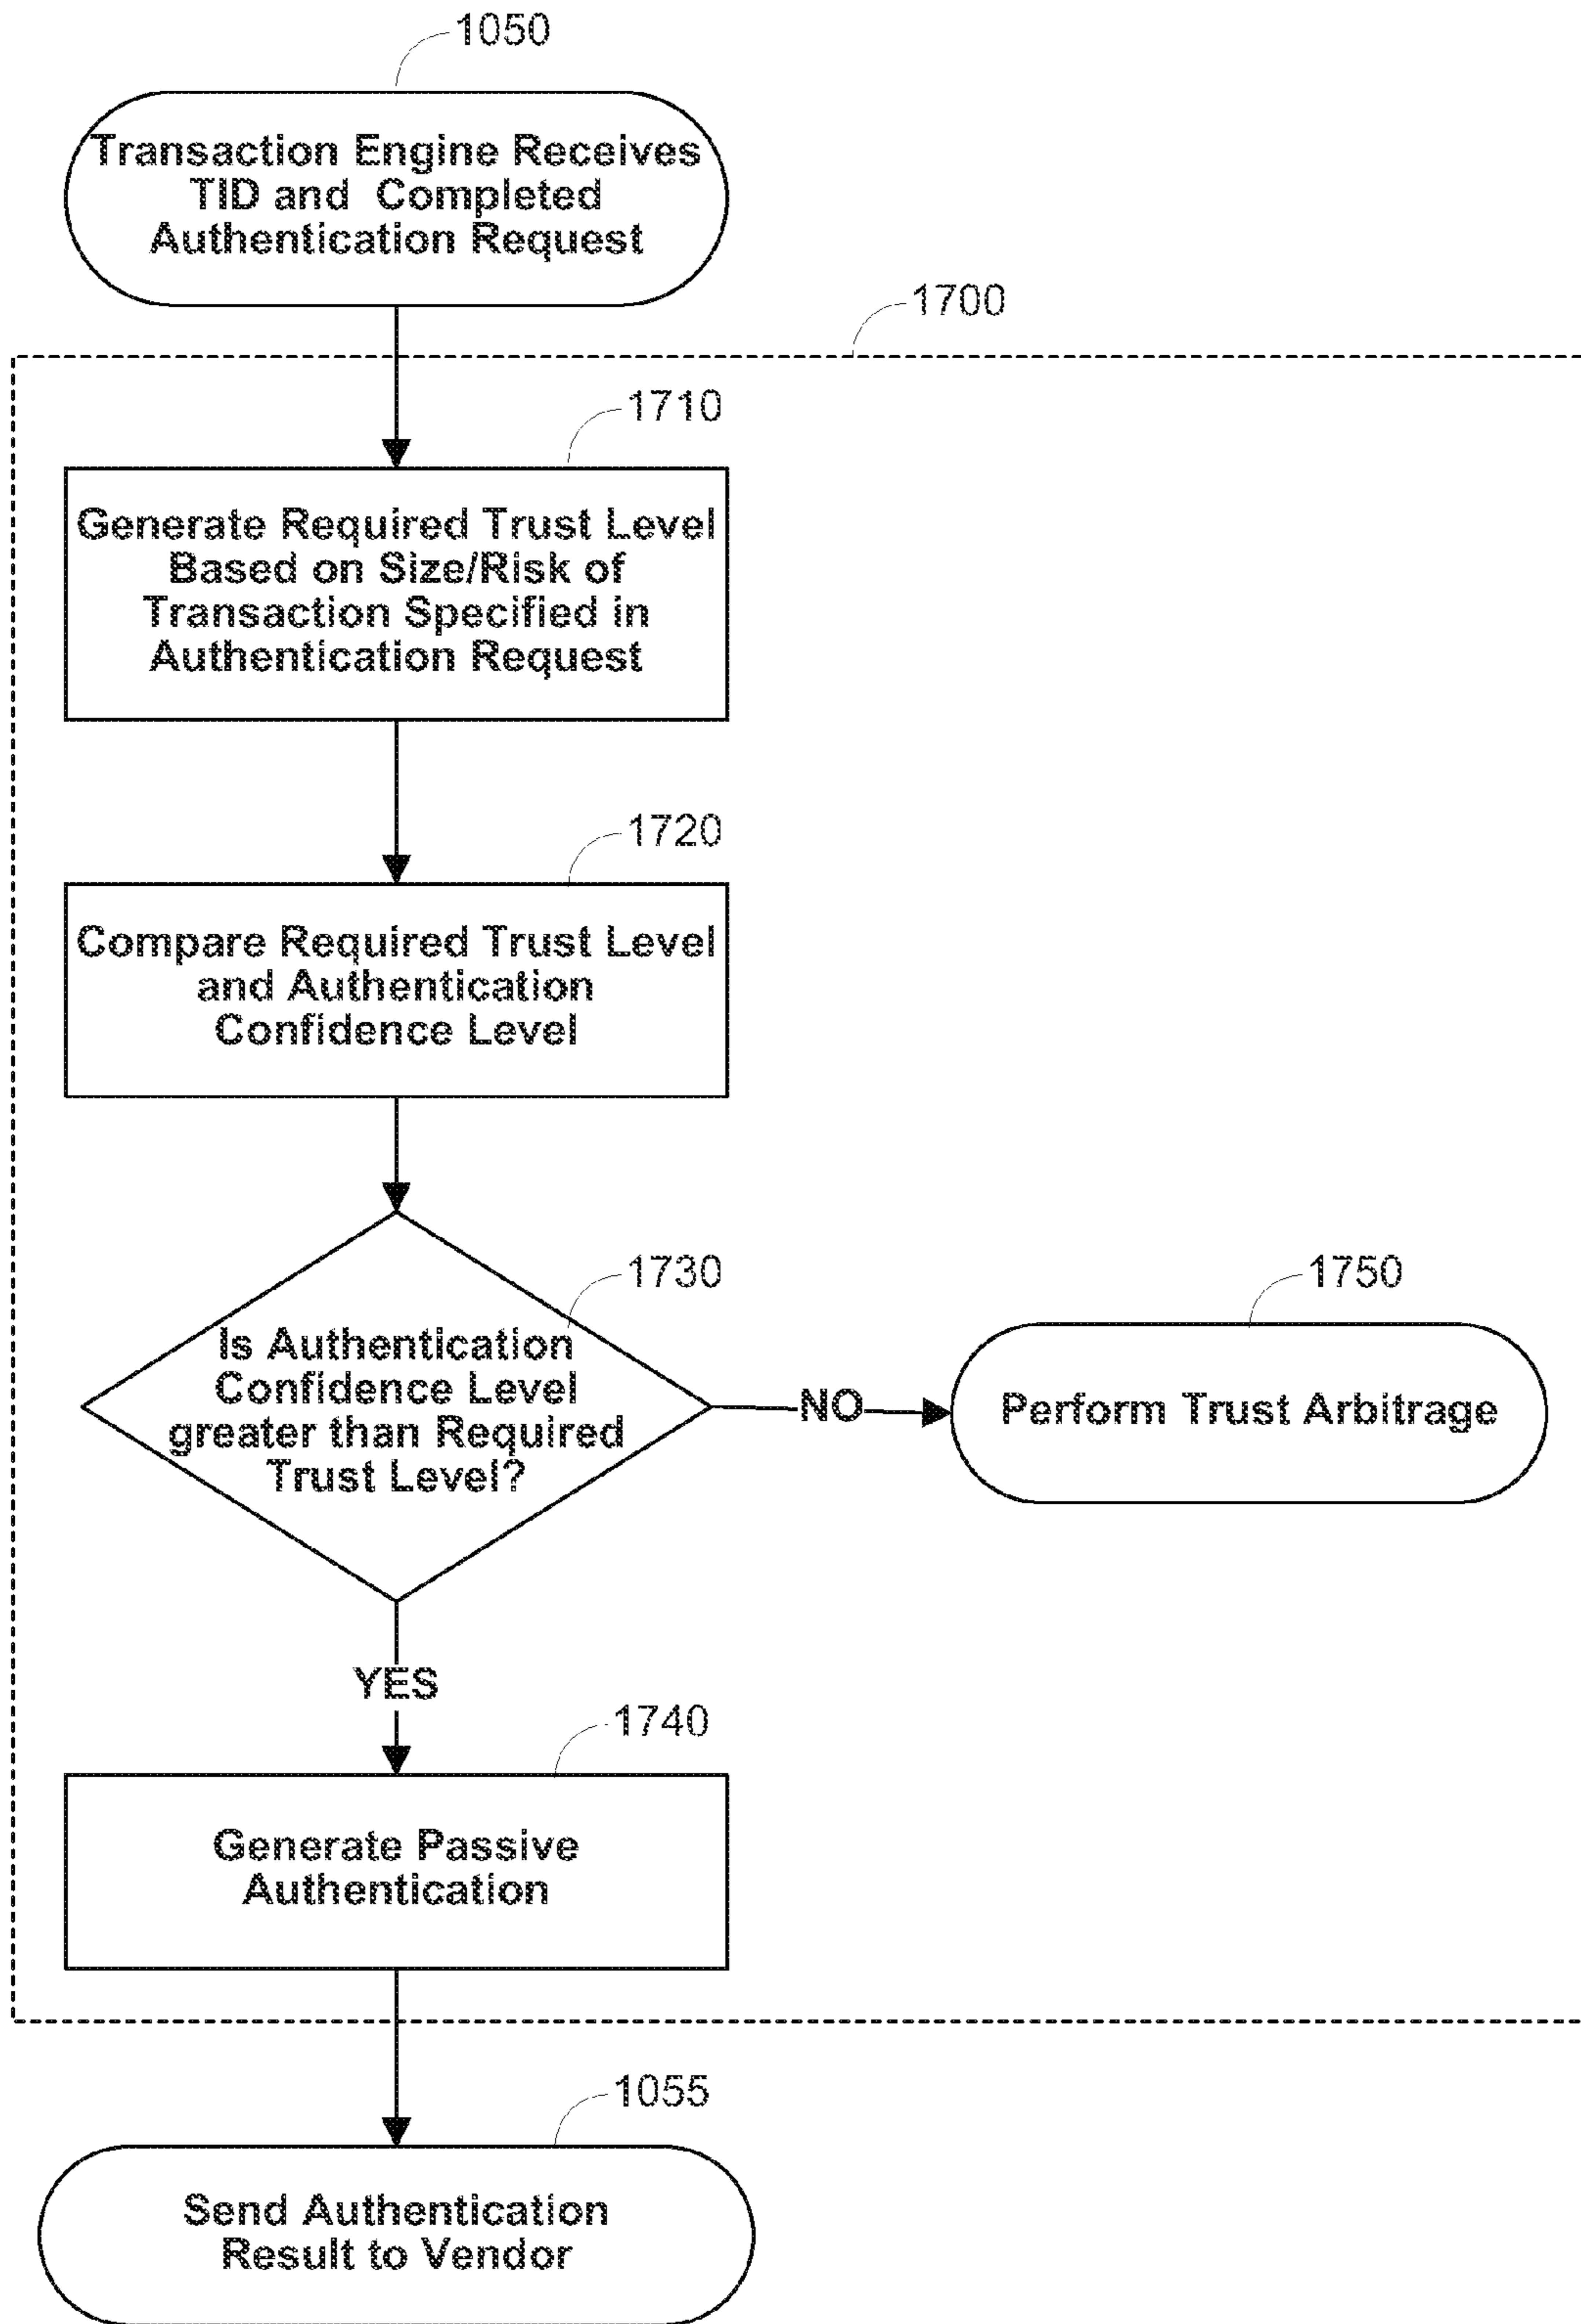 1050
Transaction Engine Receives
TID and Completed
Authentication Request
1700
1710
Generate Required Trust Level
Based on Size/Risk of
Transaction Specified in
Authentication Request
1720
Compare Required Trust Level
and Authentication
Confidence Level
1730
Is Authentication
Confidence Level
greater than Required
Trust Level?
NO
1750
Perform Trust Arbitrage
YES
1740
Generate Passive
Authentication
1055
Send Authentication
Result to Vendor